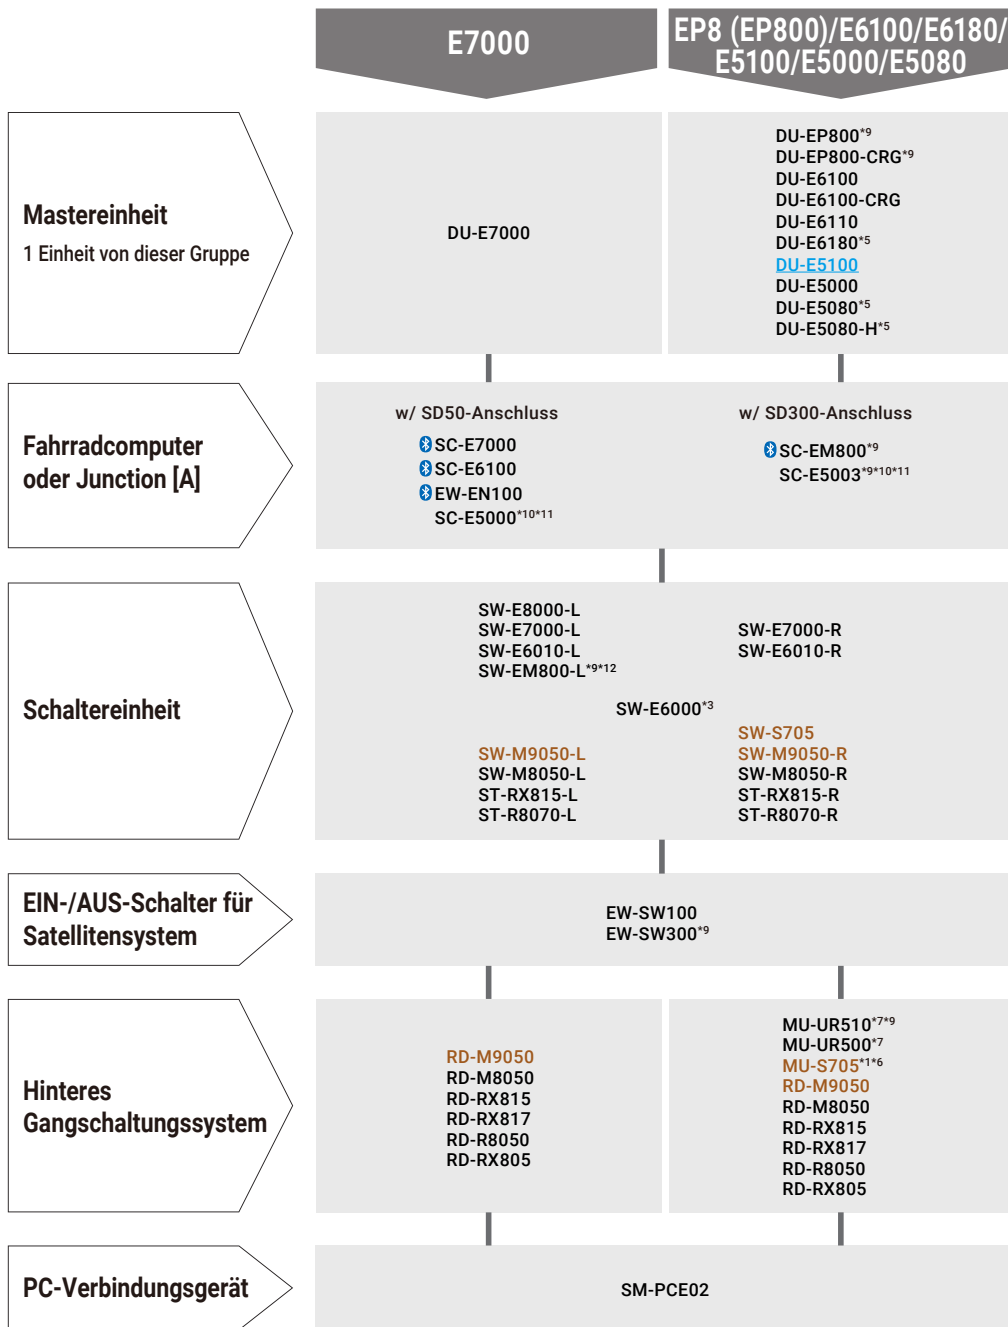 E7000
EP8 (EP800)/E6100/E6180/
E5100/E5000/E5080
Mastereinheit
1 Einheit von dieser Gruppe
DU-E7000
DU-EP800*9
DU-EP800-CRG*9
DU-E6100
DU-E6100-CRG
DU-E6110
DU-E6180*5
DU-E5100
DU-E5000
DU-E5080*5
DU-E5080-H*5
Fahrradcomputer
oder Junction [A]
w/ SD50-Anschluss
SC-E7000
SC-E6100
EW-EN100
SC-E5000*10*11
w/ SD300-Anschluss
SC-EM800*9
SC-E5003*9*10*11
Schaltereinheit
SW-E8000-L
SW-E7000-L
SW-E6010-L
SW-EM800-L*9*12
SW-E7000-R
SW-E6010-R
SW-E6000*3
SW-M9050-L
SW-M8050-L
ST-RX815-L
ST-R8070-L
SW-S705
SW-M9050-R
SW-M8050-R
ST-RX815-R
ST-R8070-R
EIN-/AUS-Schalter für
Satellitensystem
EW-SW100
EW-SW300*9
Hinteres
Gangschaltungssystem
RD-M9050
RD-M8050
RD-RX815
RD-RX817
RD-R8050
RD-RX805
MU-UR510*7*9
MU-UR500*7
MU-S705*1*6
RD-M9050
RD-M8050
RD-RX815
RD-RX817
RD-R8050
RD-RX805
PC-Verbindungsgerät
SM-PCE02